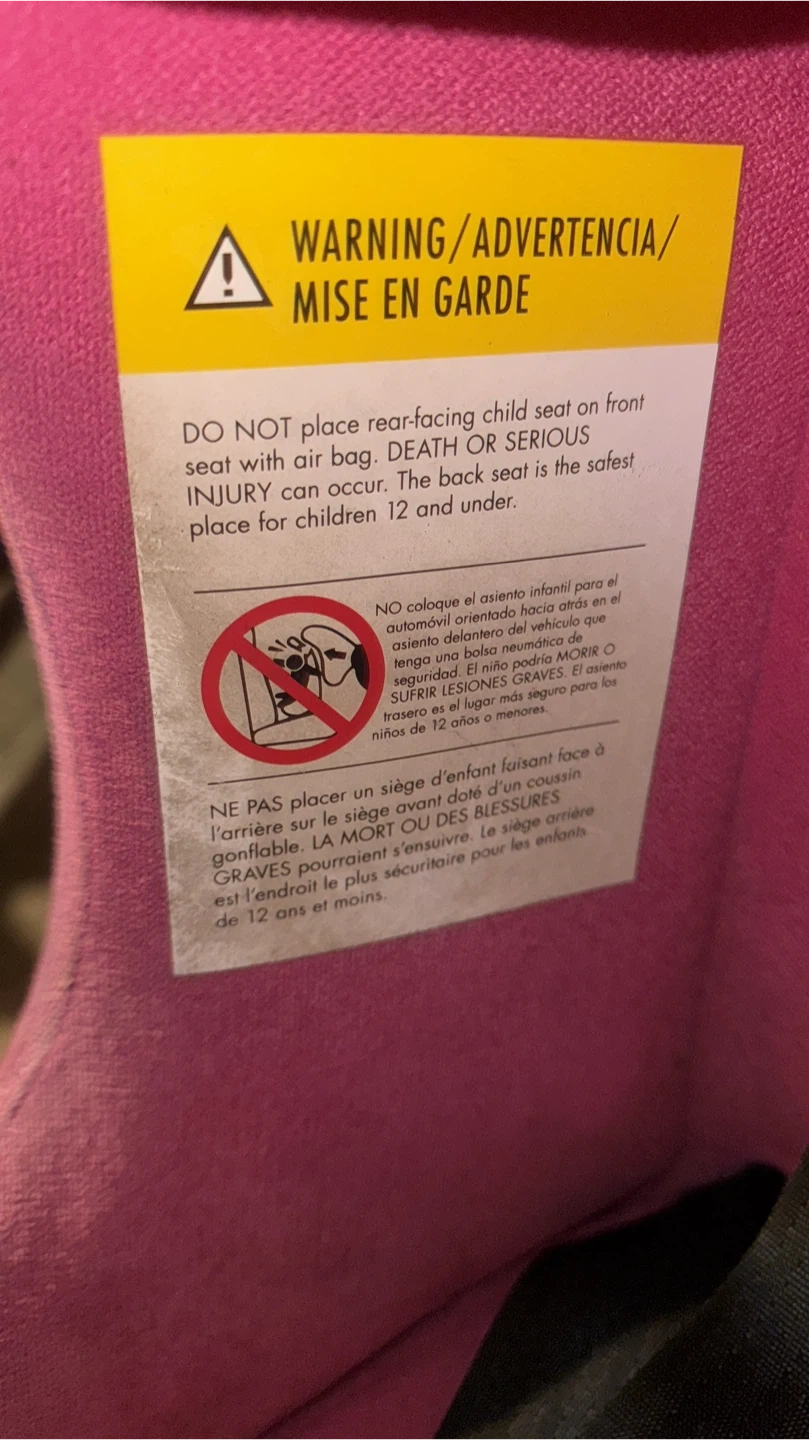 WARNING/ADVERTENCIA/
MISE EN GARDE
DO NOT place rear-facing child seat on front
seat with air bag. DEATH OR SERIOUS
INJURY can occur. The back seat is the safest
place for children 12 and under.
NO coloque el asiento infantil para el
automóvil orientado hacia atrás en el
asiento delantero del vehículo que
tenga una bolsa neumática de
seguridad. El niño podría MORIR O
SUFRIR LESIONES GRAVES. El asiento
trasero es el lugar más seguro para los
niños de 12 años o menores.
NE PAS placer un siège d'enfant faisant face à
l'arrière sur le siège avant doté d'un coussin
gonflable. LA MORT OU DES BLESSURES
GRAVES pourraient s'ensuivre. Le siège arrière
est l'endroit le plus sécuritaire pour les enfants
de 12 ans et moins.